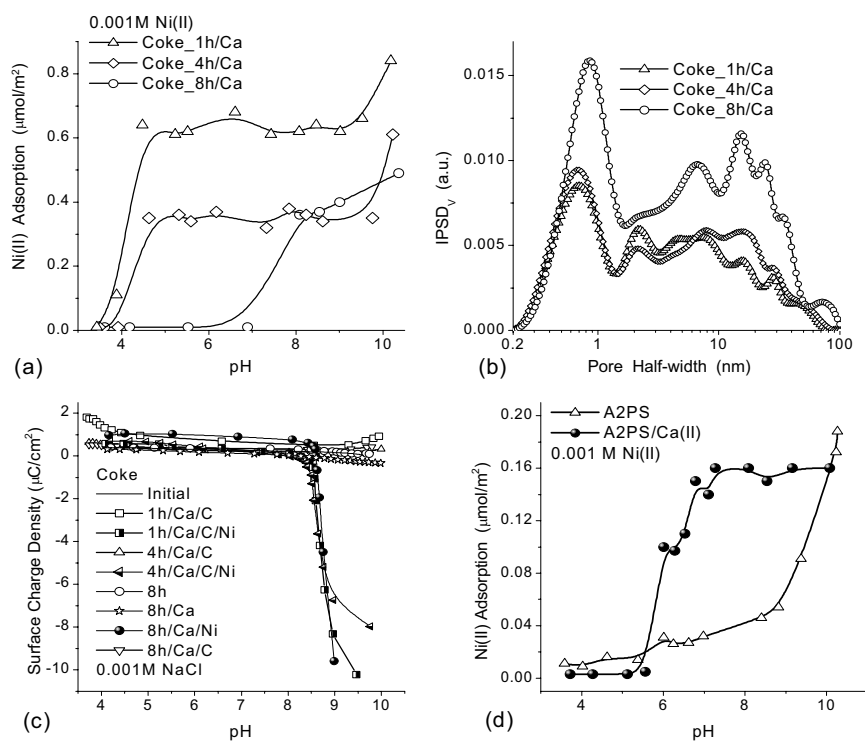 0.001M Ni(II)
Coke_1h/Ca
Coke_4h/Ca
Coke_8h/Ca
0.8
0.6
0.4
0.2
0.0
Ni(II) Adsorption (μmol/m²)
4 6 8 10
pH
(a)
0.015
0.010
0.005
0.000
IPSD_V (a.u.)
Coke_1h/Ca
Coke_4h/Ca
Coke_8h/Ca
0.2 1 10 100
Pore Half-width (nm)
(b)
2
0
-2
-4
-6
-8
-10
Surface Charge Density (μC/cm²)
Coke
Initial
1h/Ca/C
1h/Ca/C/Ni
4h/Ca/C
4h/Ca/C/Ni
8h
8h/Ca
8h/Ca/Ni
8h/Ca/C
0.001M NaCl
4 5 6 7 8 9 10
pH
(c)
0.20
0.16
0.12
0.08
0.04
0.00
Ni(II) Adsorption (μmol/m²)
A2PS
A2PS/Ca(II)
0.001 M Ni(II)
4 6 8 10
pH
(d)